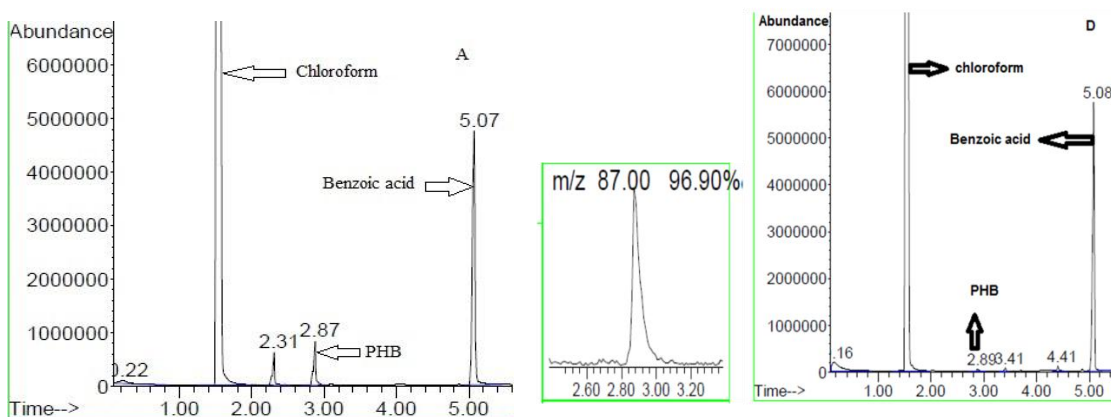 Abundance
A
6000000
Chloroform
5000000
5.07
4000000
Benzoic acid
3000000
2000000
1000000
2.31
2.87
PHB
0.22
0
1.00
2.00
3.00
4.00
5.00
Time-->
m/z 87.00 96.90%
2.60 2.80 3.00 3.20
Abundance
D
7000000
chloroform
6000000
5.08
5000000
Benzoic acid
4000000
3000000
2000000
PHB
1000000
.16
2.89
3.41
4.41
0
1.00 2.00 3.00 4.00 5.00
Time-->